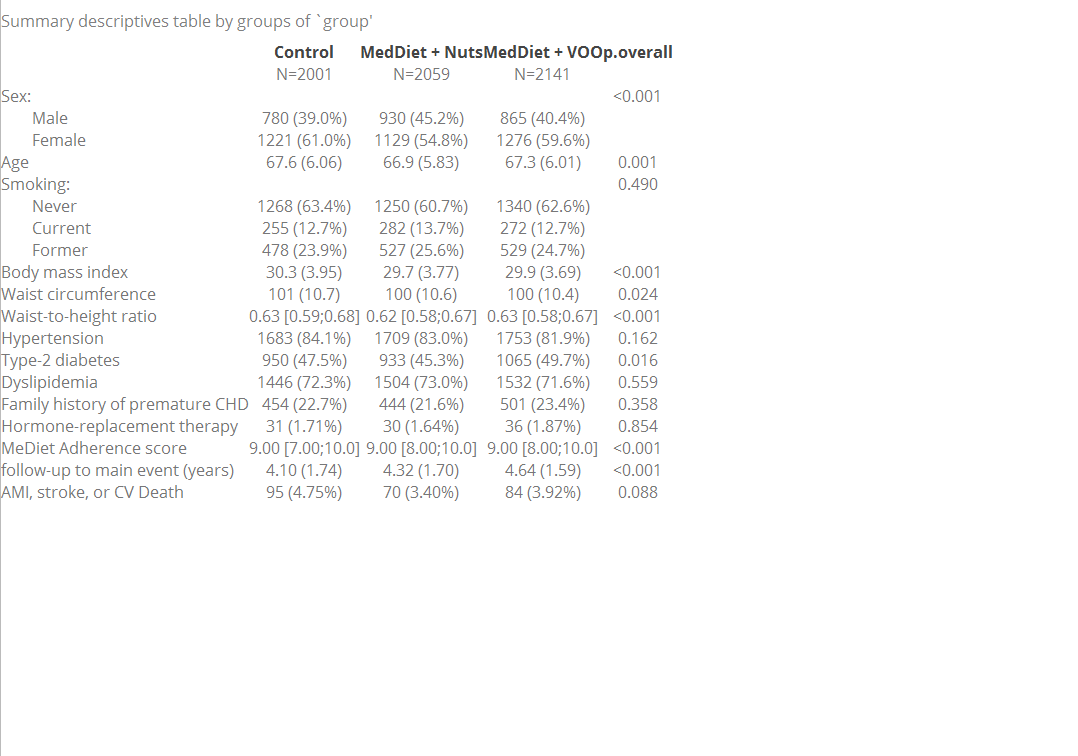 Summary descriptives table by groups of `group'
Control MedDiet + Nuts MedDiet + VOO p.overall
N=2001 N=2059 N=2141
Sex: <0.001
Male 780 (39.0%) 930 (45.2%) 865 (40.4%)
Female 1221 (61.0%) 1129 (54.8%) 1276 (59.6%)
Age 67.6 (6.06) 66.9 (5.83) 67.3 (6.01) 0.001
Smoking: 0.490
Never 1268 (63.4%) 1250 (60.7%) 1340 (62.6%)
Current 255 (12.7%) 282 (13.7%) 272 (12.7%)
Former 478 (23.9%) 527 (25.6%) 529 (24.7%)
Body mass index 30.3 (3.95) 29.7 (3.77) 29.9 (3.69) <0.001
Waist circumference 101 (10.7) 100 (10.6) 100 (10.4) 0.024
Waist-to-height ratio 0.63 [0.59;0.68] 0.62 [0.58;0.67] 0.63 [0.58;0.67] <0.001
Hypertension 1683 (84.1%) 1709 (83.0%) 1753 (81.9%) 0.162
Type-2 diabetes 950 (47.5%) 933 (45.3%) 1065 (49.7%) 0.016
Dyslipidemia 1446 (72.3%) 1504 (73.0%) 1532 (71.6%) 0.559
Family history of premature CHD 454 (22.7%) 444 (21.6%) 501 (23.4%) 0.358
Hormone-replacement therapy 31 (1.71%) 30 (1.64%) 36 (1.87%) 0.854
MeDiet Adherence score 9.00 [7.00;10.0] 9.00 [8.00;10.0] 9.00 [8.00;10.0] <0.001
follow-up to main event (years) 4.10 (1.74) 4.32 (1.70) 4.64 (1.59) <0.001
AMI, stroke, or CV Death 95 (4.75%) 70 (3.40%) 84 (3.92%) 0.088